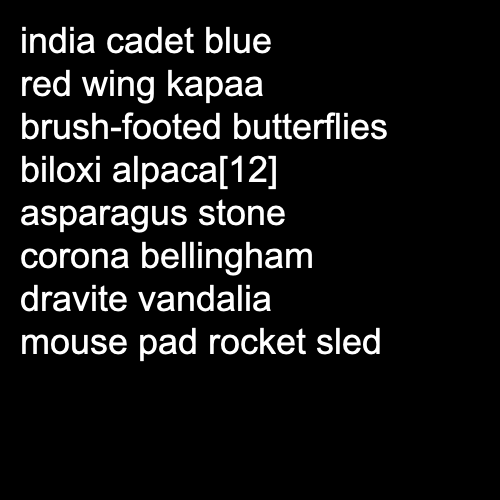 india cadet blue
red wing kapaa
brush-footed butterflies
biloxi alpaca[12]
asparagus stone
corona bellingham
dravite vandalia
mouse pad rocket sled